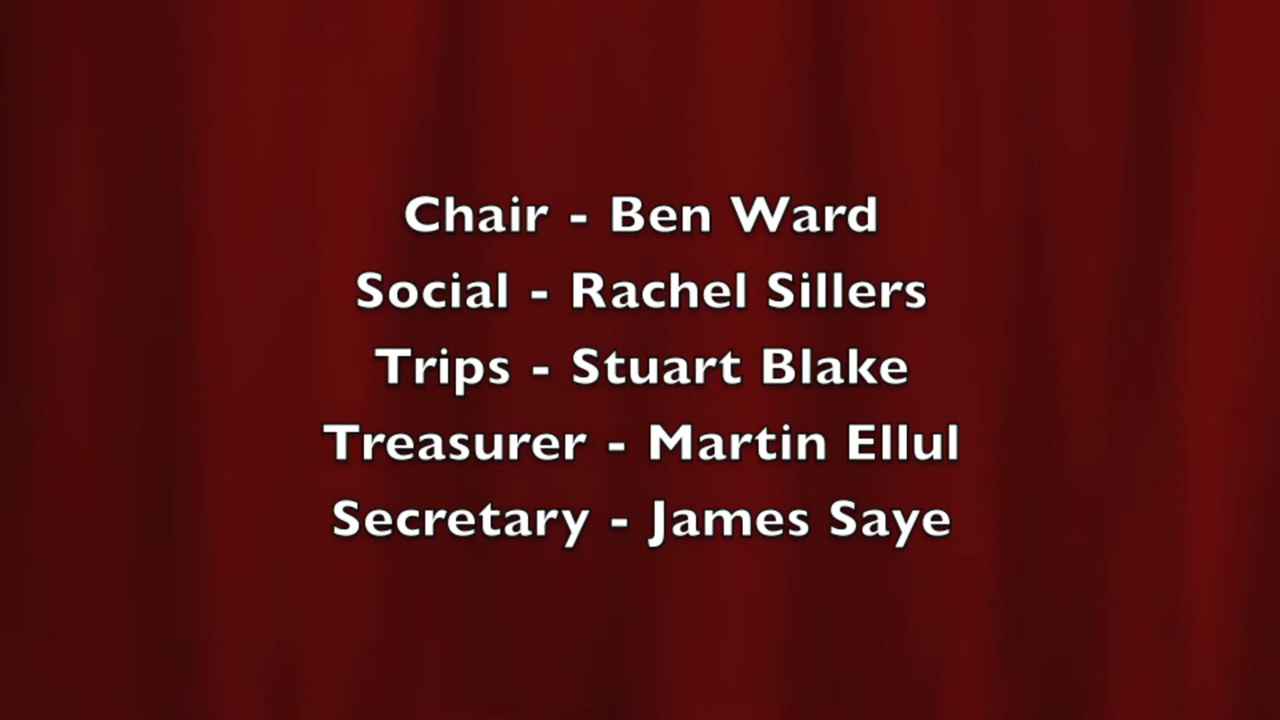 Chair - Ben Ward
Social - Rachel Sillers
Trips - Stuart Blake
Treasurer - Martin Ellul
Secretary - James Saye